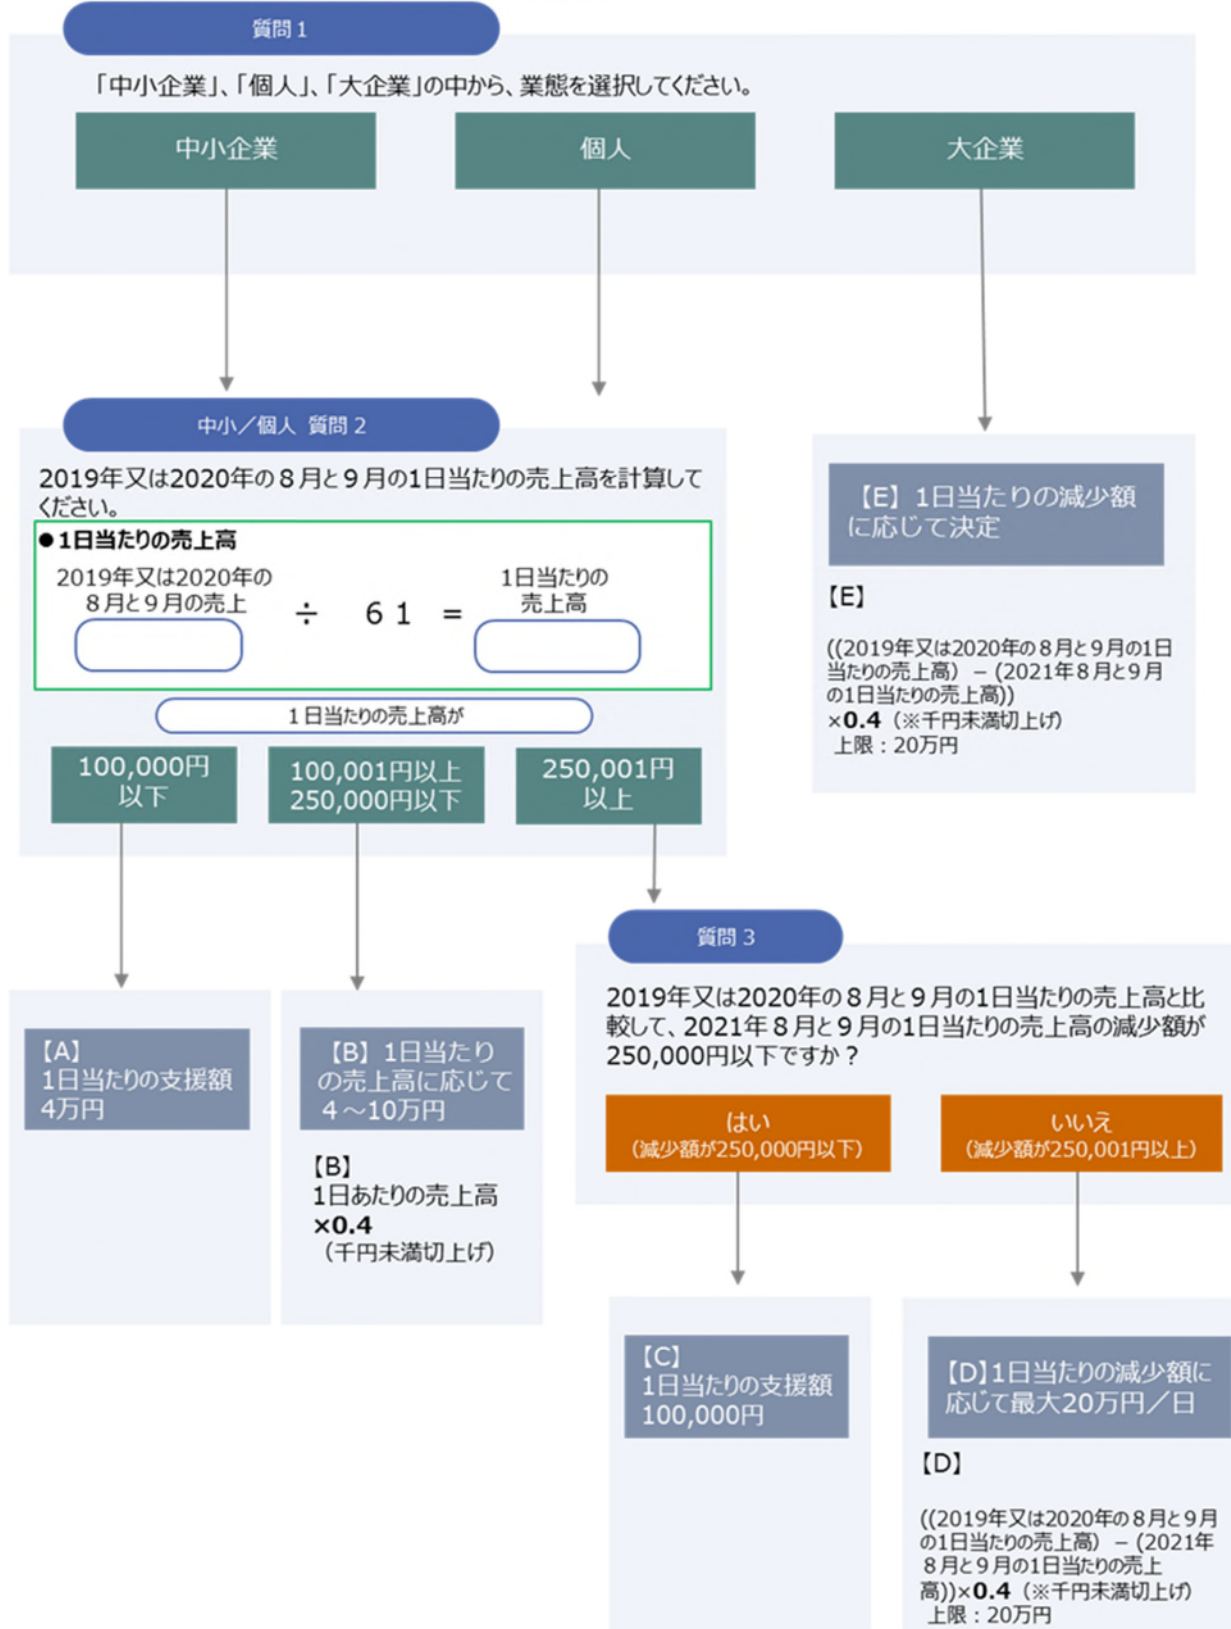 質問1
「中小企業」、「個人」、「大企業」の中から、業態を選択してください。
中小企業
個人
大企業
中小／個人 質問2
2019年又は2020年の８月と９月の1日当たりの売上高を計算して
ください。
●1日当たりの売上高
2019年又は2020年の
８月と９月の売上
÷ ６１ =
1日当たりの
売上高
１日当たりの売上高が
100,000円
以下
100,001円以上
250,000円以下
250,001円
以上
【E】1日当たりの減少額
に応じて決定
【E】
((2019年又は2020年の８月と９月の1日
当たりの売上高）－（2021年８月と９月
の1日当たりの売上高))
×0.4（※千円未満切上げ）
上限：20万円
質問3
2019年又は2020年の８月と９月の1日当たりの売上高と比
較して、2021年８月と９月の1日当たりの売上高の減少額が
250,000円以下ですか？
はい
（減少額が250,000円以下）
いいえ
（減少額が250,001円以上）
【A】
1日当たりの支援額
4万円
【B】1日当たり
の売上高に応じて
４～10万円
【B】
1日あたりの売上高
×0.4
（千円未満切上げ）
【C】
1日当たりの支援額
100,000円
【D】1日当たりの減少額に
応じて最大20万円／日
【D】
((2019年又は2020年の８月と９月
の1日当たりの売上高）－（2021年
８月と９月の1日当たりの売上
高))×0.4（※千円未満切上げ）
上限：20万円